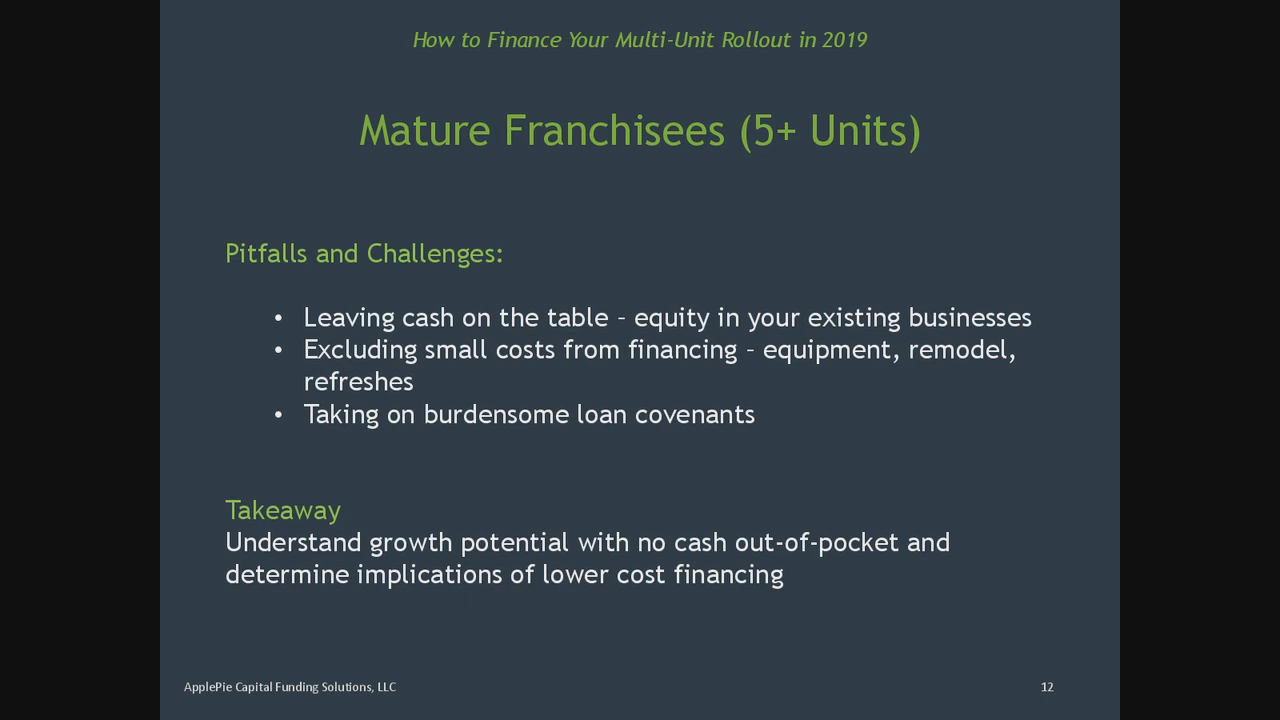 How to Finance Your Multi-Unit Rollout in 2019
Mature Franchisees (5+ Units)
Pitfalls and Challenges:
• Leaving cash on the table – equity in your existing businesses
• Excluding small costs from financing – equipment, remodel,
refreshes
• Taking on burdensome loan covenants
Takeaway
Understand growth potential with no cash out-of-pocket and
determine implications of lower cost financing
ApplePie Capital Funding Solutions, LLC
12